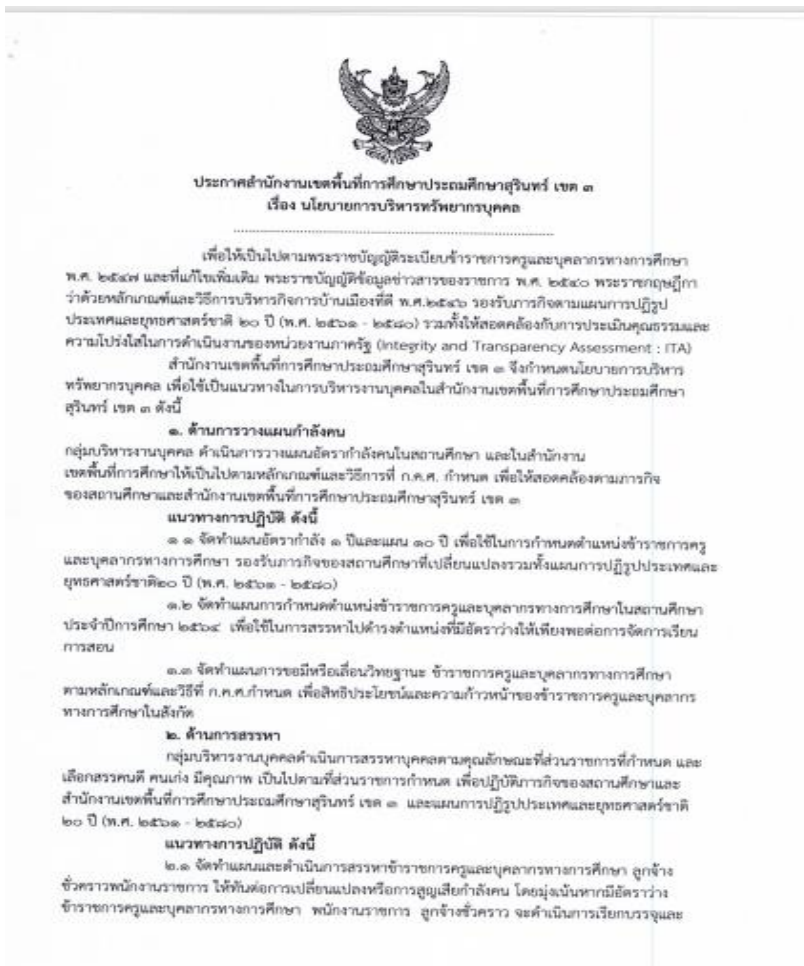 ประกาศสำนักงานเขตพื้นที่การศึกษาประถมศึกษาสุรินทร์ เขต ๓
เรื่อง นโยบายการบริหารทรัพยากรบุคคล
เพื่อให้เป็นไปตามพระราชบัญญัติระเบียบข้าราชการครูและบุคลากรทางการศึกษา
พ.ศ. ๒๕๔๗ และที่แก้ไขเพิ่มเติม พระราชบัญญัติข้อมูลข่าวสารของราชการ พ.ศ. ๒๕๔๐ พระราชกฤษฎีกา
ว่าด้วยหลักเกณฑ์และวิธีการบริหารกิจการบ้านเมืองที่ดี พ.ศ.๒๕๔๖ รองรับภารกิจตามแผนการปฏิรูป
ประเทศและยุทธศาสตร์ชาติ ๒๐ ปี (พ.ศ. ๒๕๖๑ - ๒๕๘๐) รวมทั้งให้สอดคล้องกับการประเมินคุณธรรมและ
ความโปร่งใสในการดำเนินงานของหน่วยงานภาครัฐ (Integrity and Transparency Assessment : ITA)
สำนักงานเขตพื้นที่การศึกษาประถมศึกษาสุรินทร์ เขต ๓ จึงกำหนดนโยบายการบริหาร
ทรัพยากรบุคคล เพื่อใช้เป็นแนวทางในการบริหารงานบุคคลในสำนักงานเขตพื้นที่การศึกษาประถมศึกษา
สุรินทร์ เขต ๓ ดังนี้
๑. ด้านการวางแผนกำลังคน
กลุ่มบริหารงานบุคคล ดำเนินการวางแผนอัตรากำลังคนในสถานศึกษา และในสำนักงาน
เขตพื้นที่การศึกษาให้เป็นไปตามหลักเกณฑ์และวิธีการที่ ก.ค.ศ. กำหนด เพื่อให้สอดคล้องตามภารกิจ
ของสถานศึกษาและสำนักงานเขตพื้นที่การศึกษาประถมศึกษาสุรินทร์ เขต ๓
แนวทางการปฏิบัติ ดังนี้
๑ ๑ จัดทำแผนอัตรากำลัง ๑ ปีและแผน ๑๐ ปี เพื่อใช้ในการกำหนดตำแหน่งข้าราชการครู
และบุคลากรทางการศึกษา รองรับภารกิจของสถานศึกษาที่เปลี่ยนแปลงรวมทั้งแผนการปฏิรูปประเทศและ
ยุทธศาสตร์ชาติ๒๐ ปี (พ.ศ. ๒๕๖๑ - ๒๕๘๐)
๑.๒ จัดทำแผนการกำหนดตำแหน่งข้าราชการครูและบุคลากรทางการศึกษาในสถานศึกษา
ประจำปีการศึกษา ๒๕๖๔ เพื่อใช้ในการสรรหาไปดำรงตำแหน่งที่มีอัตราว่างให้เพียงพอต่อการจัดการเรียน
การสอน
๑.๓ จัดทำแผนการขอมีหรือเลื่อนวิทยฐานะ ข้าราชการครูและบุคลากรทางการศึกษา
ตามหลักเกณฑ์และวิธีที่ ก.ค.ศ.กำหนด เพื่อสิทธิประโยชน์และความก้าวหน้าของข้าราชการครูและบุคลากร
ทางการศึกษาในสังกัด
๒. ด้านการสรรหา
กลุ่มบริหารงานบุคคลดำเนินการสรรหาบุคคลตามคุณลักษณะที่ส่วนราชการที่กำหนด และ
เลือกสรรคนดี คนเก่ง มีคุณภาพ เป็นไปตามที่ส่วนราชการกำหนด เพื่อปฏิบัติภารกิจของสถานศึกษาและ
สำนักงานเขตพื้นที่การศึกษาประถมศึกษาสุรินทร์ เขต ๓ และแผนการปฏิรูปประเทศและยุทธศาสตร์ชาติ
๒๐ ปี (พ.ศ. ๒๕๖๑ - ๒๕๘๐)
แนวทางการปฏิบัติ ดังนี้
๒.๑ จัดทำแผนและดำเนินการสรรหาข้าราชการครูและบุคลากรทางการศึกษา ลูกจ้าง
ชั่วคราวพนักงานราชการ ให้ทันต่อการเปลี่ยนแปลงหรือการสูญเสียกำลังคน โดยมุ่งเน้นหากมีอัตราว่าง
ข้าราชการครูและบุคลากรทางการศึกษา พนักงานราชการ ลูกจ้างชั่วคราว จะดำเนินการเรียกบรรจุและ